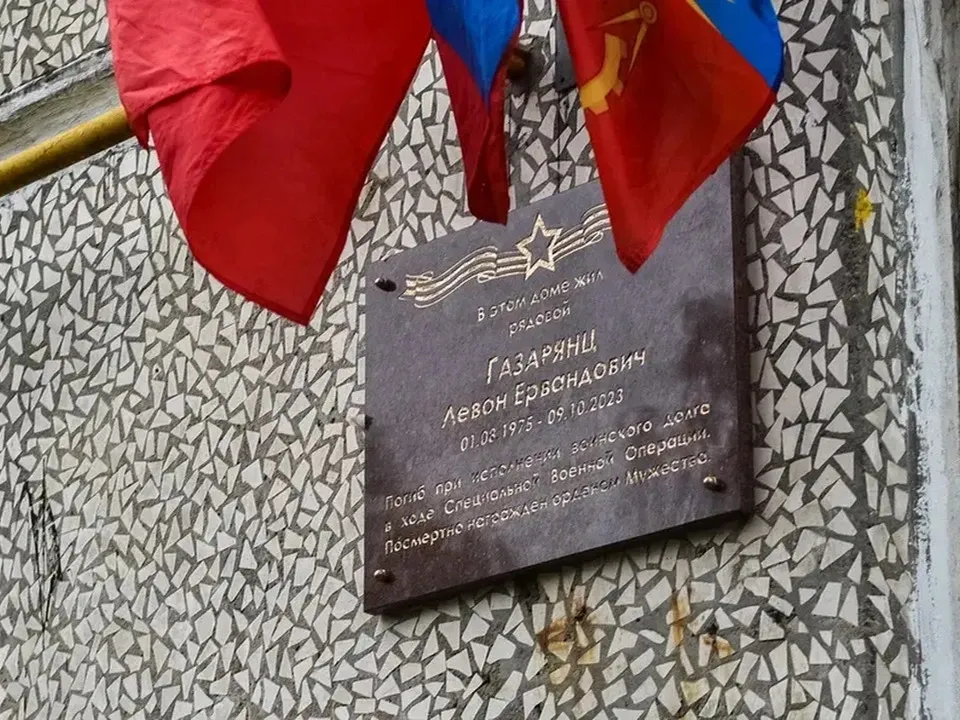 В этом доме жил
рядовой
ГАЗАРЯНЦ
Левон Ервандович
01.08.1975 - 09.10.2023
Погиб при исполнении воинского долга
в ходе Специальной Военной Операции.
Посмертно награжден орденом Мужества.